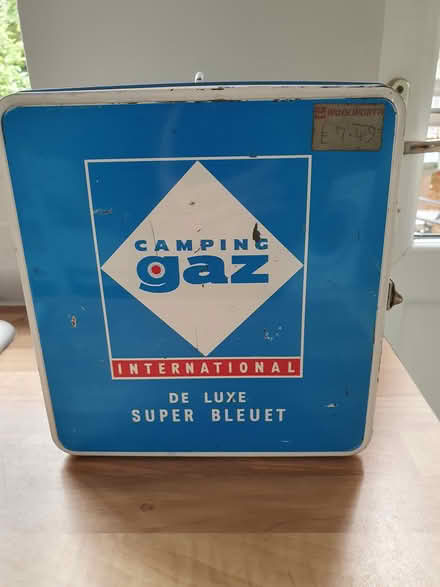 WOOLWORTH
£7.49
CAMPING
gaz
INTERNATIONAL
DE LUXE
SUPER BLEUET